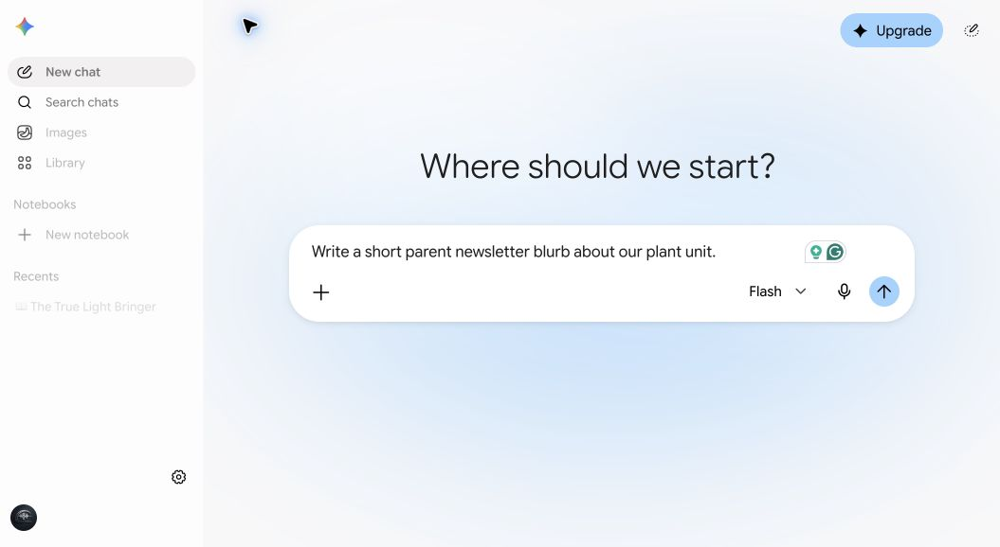 Upgrade
New chat
Search chats
Images
Library
Notebooks
New notebook
Recents
The True Light Bringer
Where should we start?
Write a short parent newsletter blurb about our plant unit.
Flash